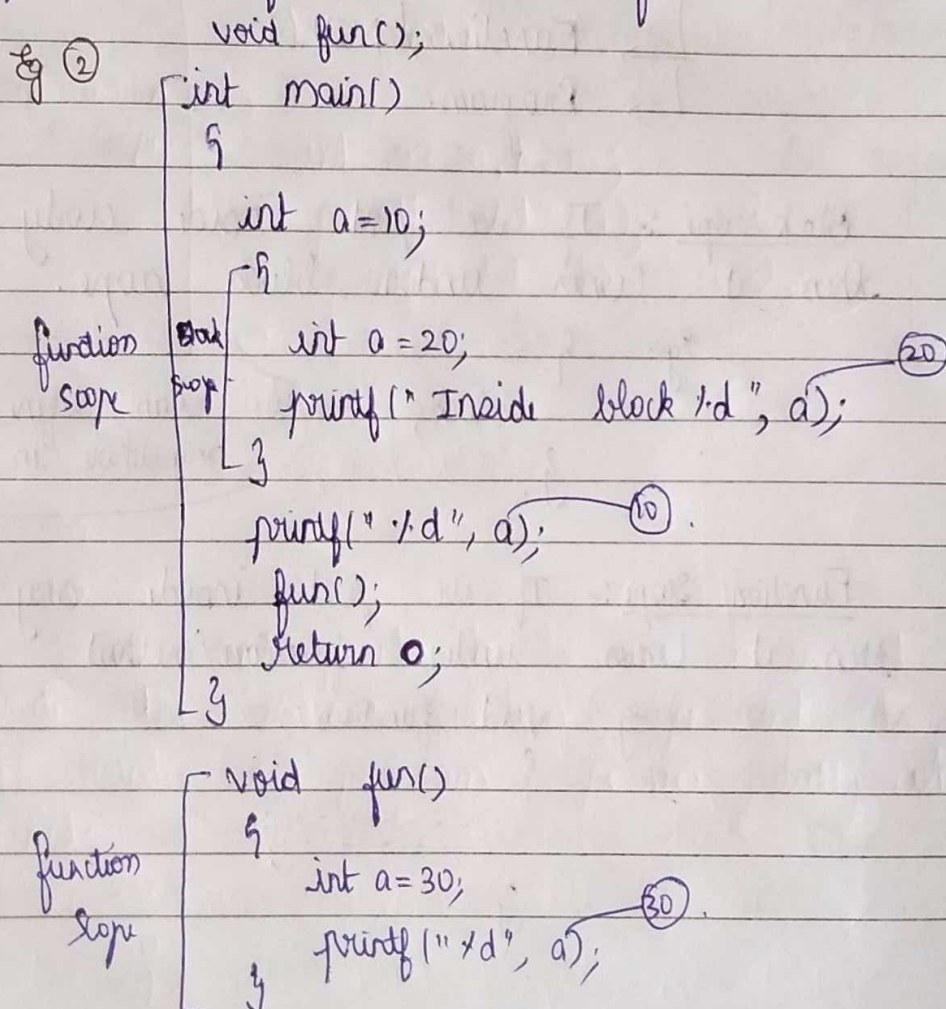 void fun();
Eg ②
int main()
{
int a=10;
{
function scope
Block scope
int a = 20;
20
printf(" Inside block %d", a);
}
10
printf(" %d", a);
fun();
return 0;
}
void fun()
{
function
scope
int a=30;
30
printf("%d", a);
}